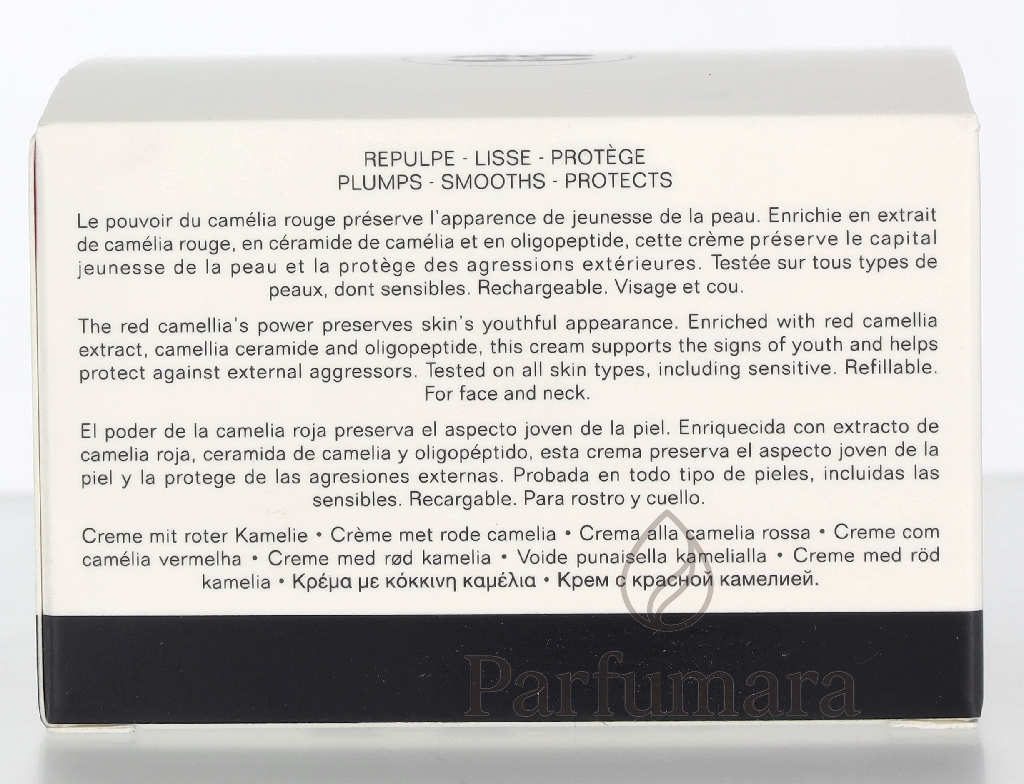 REPULPE - LISSE - PROTÈGE
PLUMPS - SMOOTHS - PROTECTS
Le pouvoir du camélia rouge préserve l'apparence de jeunesse de la peau. Enrichie en extrait
de camélia rouge, en céramide de camélia et en oligopeptide, cette crème préserve le capital
jeunesse de la peau et la protège des agressions extérieures. Testée sur tous types de
peaux, dont sensibles. Rechargeable. Visage et cou.
The red camellia's power preserves skin's youthful appearance. Enriched with red camellia
extract, camellia ceramide and oligopeptide, this cream supports the signs of youth and helps
protect against external aggressors. Tested on all skin types, including sensitive. Refillable.
For face and neck.
El poder de la camelia roja preserva el aspecto joven de la piel. Enriquecida con extracto de
camelia roja, ceramida de camelia y oligopéptido, esta crema preserva el aspecto joven de la
piel y la protege de las agresiones externas. Probada en todo tipo de pieles, incluidas las
sensibles. Recargable. Para rostro y cuello.
Creme mit roter Kamelie • Crème met rode camelia • Crema alla camelia rossa • Creme com
camélia vermelha • Creme med rød kamelia • Voide punaisella kamelialla • Creme med röd
kamelia • Κρέμα με κόκκινη καμέλια • Крем с красной камелией.
Parfumara